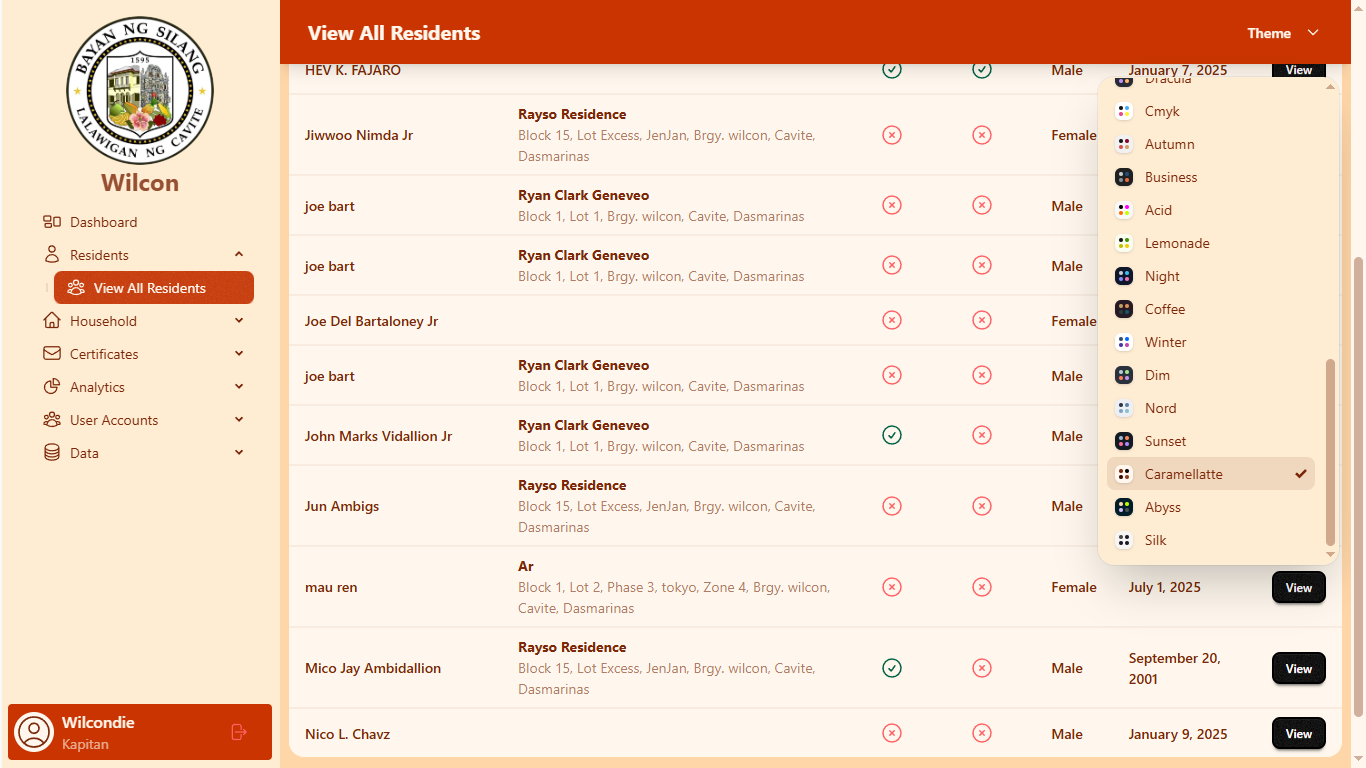 BAYAN NG SILANG
1595
LALAWIGAN NG CAVITE
Wilcon
Dashboard
Residents
View All Residents
Household
Certificates
Analytics
User Accounts
Data
Wilcondie
Kapitan
View All Residents
Theme
HEV K. FAJARO
Male
January 7, 2025
View
Jiwwoo Nimda Jr
Rayso Residence
Block 15, Lot Excess, JenJan, Brgy. wilcon, Cavite,
Dasmarinas
Female
joe bart
Ryan Clark Geneveo
Block 1, Lot 1, Brgy. wilcon, Cavite, Dasmarinas
Male
joe bart
Ryan Clark Geneveo
Block 1, Lot 1, Brgy. wilcon, Cavite, Dasmarinas
Male
Joe Del Bartaloney Jr
Female
joe bart
Ryan Clark Geneveo
Block 1, Lot 1, Brgy. wilcon, Cavite, Dasmarinas
Male
John Marks Vidallion Jr
Ryan Clark Geneveo
Block 1, Lot 1, Brgy. wilcon, Cavite, Dasmarinas
Male
Jun Ambigs
Rayso Residence
Block 15, Lot Excess, JenJan, Brgy. wilcon, Cavite,
Dasmarinas
Male
mau ren
Ar
Block 1, Lot 2, Phase 3, tokyo, Zone 4, Brgy. wilcon,
Cavite, Dasmarinas
Female
July 1, 2025
View
Mico Jay Ambidallion
Rayso Residence
Block 15, Lot Excess, JenJan, Brgy. wilcon, Cavite,
Dasmarinas
Male
September 20,
2001
View
Nico L. Chavz
Male
January 9, 2025
View
Dracula
Cmyk
Autumn
Business
Acid
Lemonade
Night
Coffee
Winter
Dim
Nord
Sunset
Caramellatte
Abyss
Silk